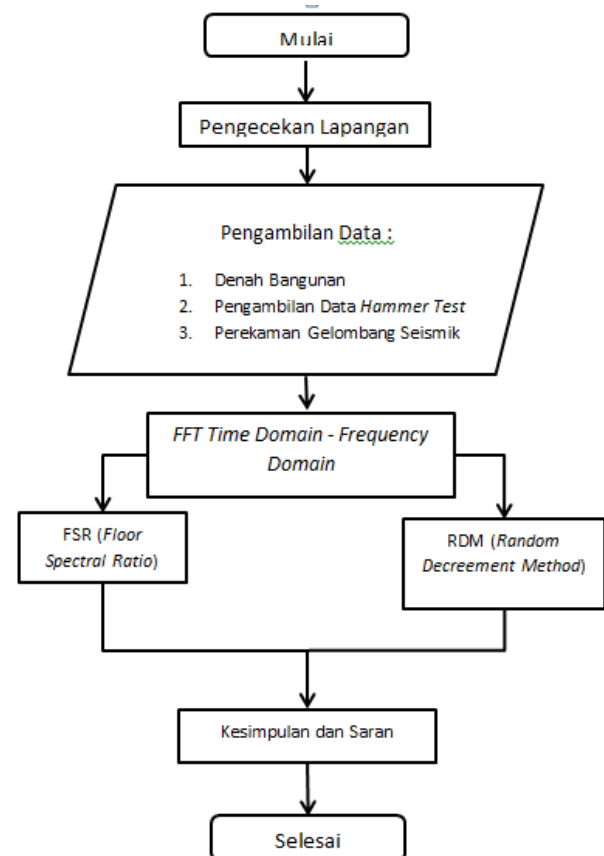 Mulai
Pengecekan Lapangan
Pengambilan Data :
1. Denah Bangunan
2. Pengambilan Data Hammer Test
3. Perekaman Gelombang Seismik
FFT Time Domain - Frequency
Domain
FSR (Floor
Spectral Ratio)
RDM (Random
Decreement Method)
Kesimpulan dan Saran
Selesai